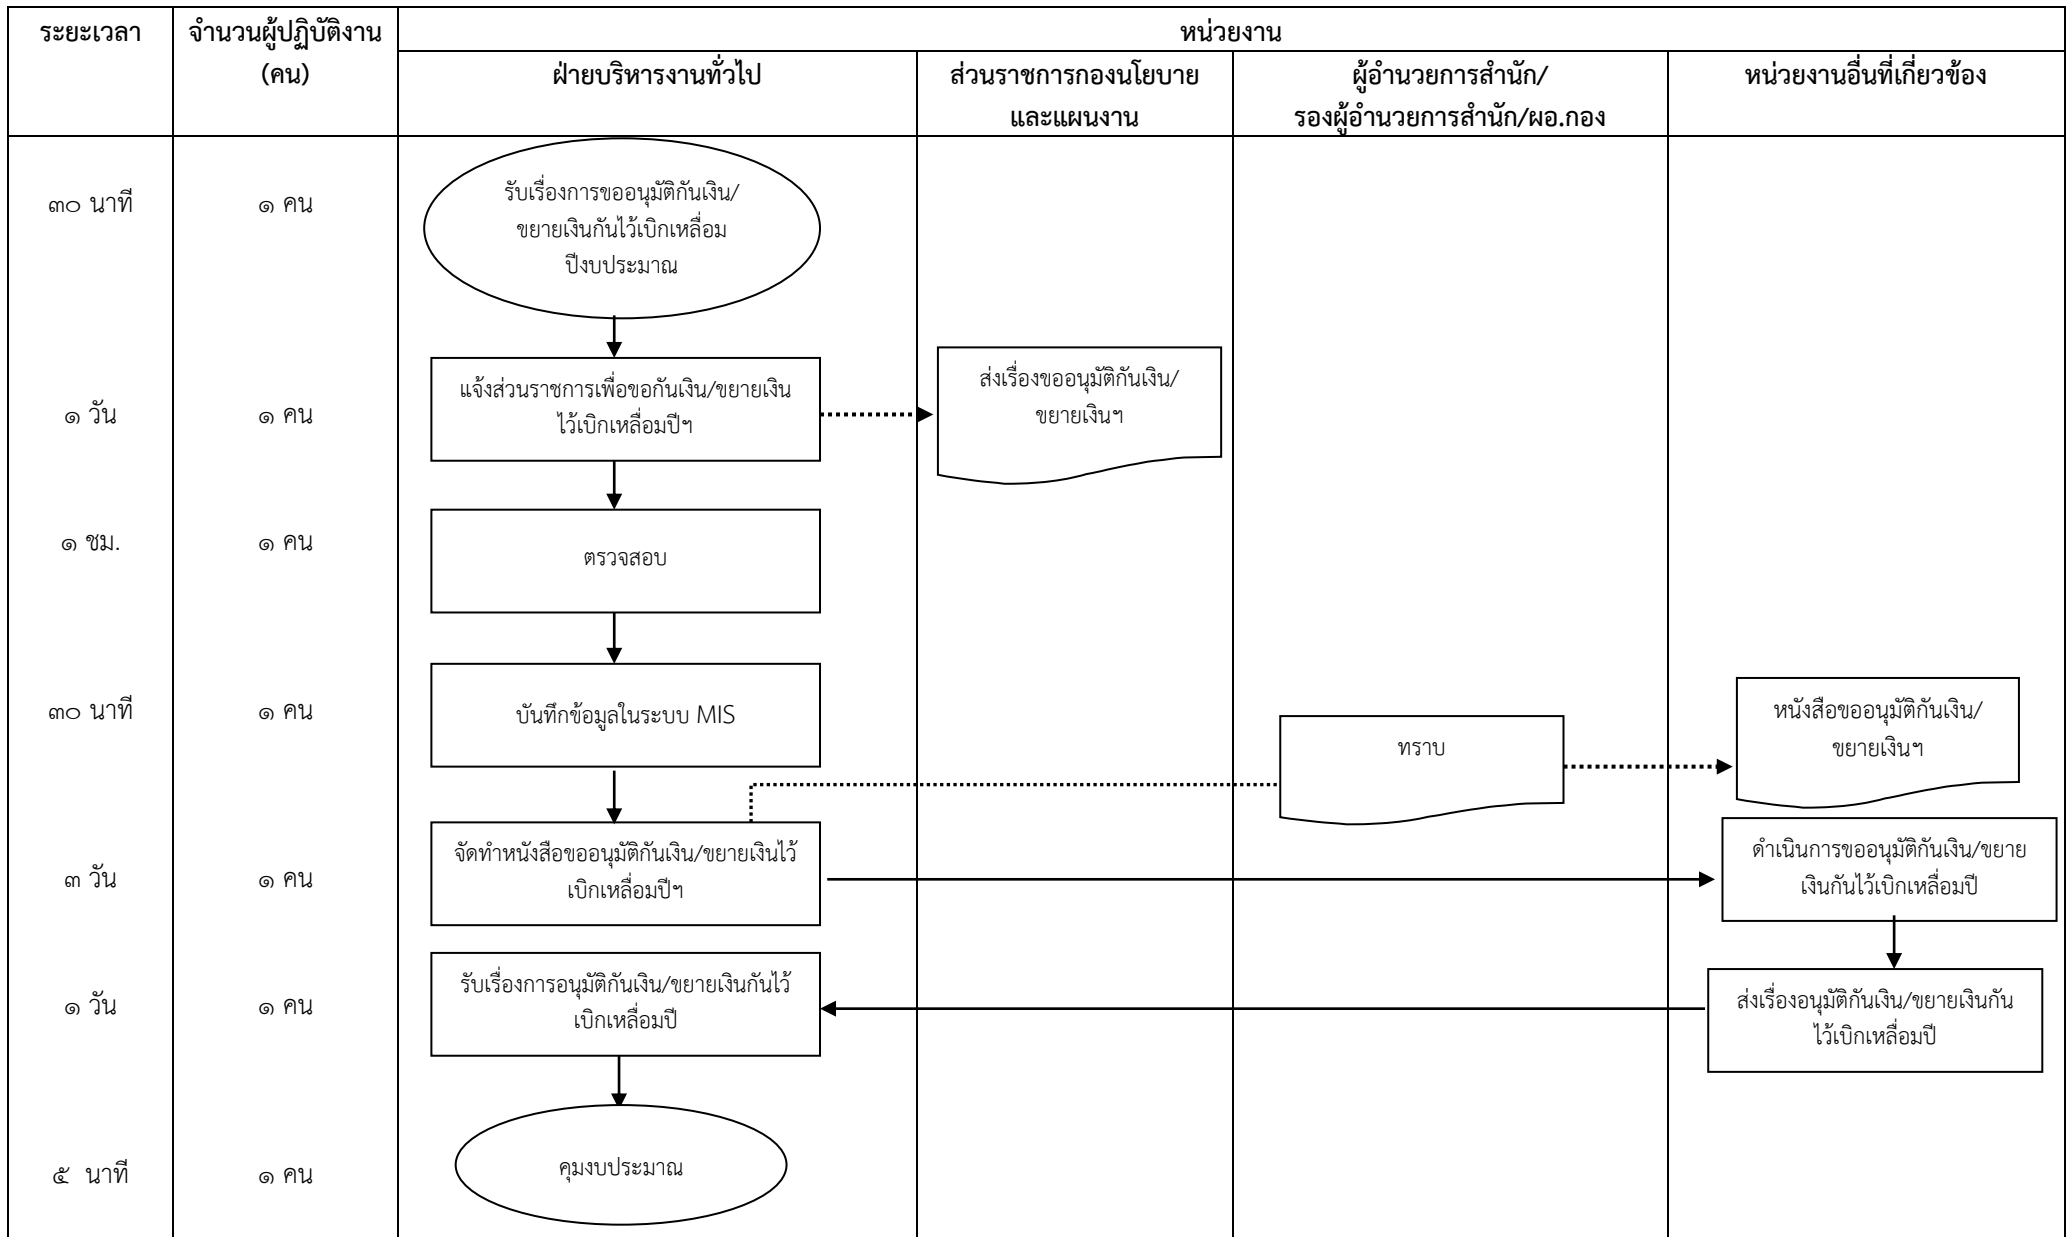 ระยะเวลา
จำนวนผู้ปฏิบัติงาน
(คน)
หน่วยงาน
ฝ่ายบริหารงานทั่วไป
ส่วนราชการกองนโยบาย
และแผนงาน
ผู้อำนวยการสำนัก/
รองผู้อำนวยการสำนัก/ผอ.กอง
หน่วยงานอื่นที่เกี่ยวข้อง
๓๐ นาที
๑ คน
รับเรื่องการขออนุมัติกันเงิน/
ขยายเงินกันไว้เบิกเหลื่อม
ปีงบประมาณ
๑ วัน
๑ คน
แจ้งส่วนราชการเพื่อขอกันเงิน/ขยายเงิน
ไว้เบิกเหลื่อมปีฯ
ส่งเรื่องขออนุมัติกันเงิน/
ขยายเงินฯ
๑ ชม.
๑ คน
ตรวจสอบ
๓๐ นาที
๑ คน
บันทึกข้อมูลในระบบ MIS
ทราบ
หนังสือขออนุมัติกันเงิน/
ขยายเงินฯ
๓ วัน
๑ คน
จัดทำหนังสือขออนุมัติกันเงิน/ขยายเงินไว้
เบิกเหลื่อมปีฯ
ดำเนินการขออนุมัติกันเงิน/ขยาย
เงินกันไว้เบิกเหลื่อมปี
๑ วัน
๑ คน
รับเรื่องการอนุมัติกันเงิน/ขยายเงินกันไว้
เบิกเหลื่อมปี
ส่งเรื่องอนุมัติกันเงิน/ขยายเงินกัน
ไว้เบิกเหลื่อมปี
๕ นาที
๑ คน
คุมงบประมาณ